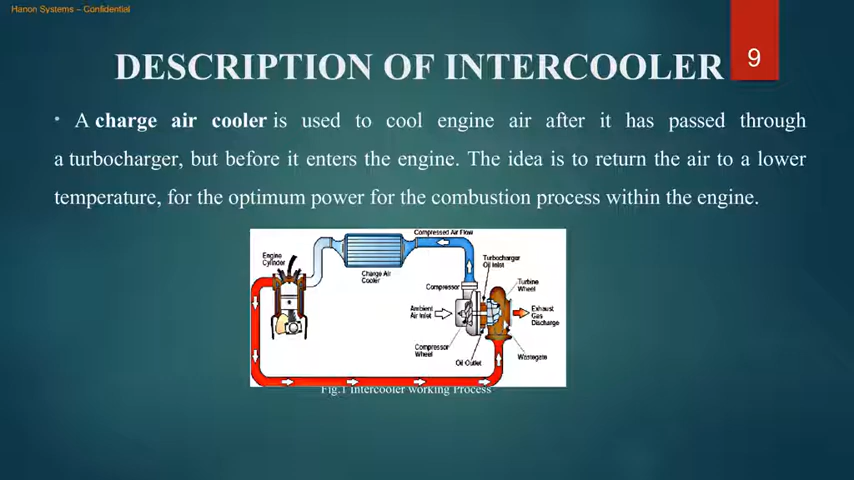 Hanon Systems – Confidential
9
DESCRIPTION OF INTERCOOLER
• A charge air cooler is used to cool engine air after it has passed through
a turbocharger, but before it enters the engine. The idea is to return the air to a lower
temperature, for the optimum power for the combustion process within the engine.
Compressed Air Flow
Engine
Cylinder
Charge Air
Cooler
Turbocharger
Oil Inlet
Compressor
Turbine
Wheel
Ambient
Air Inlet
Exhaust
Gas
Discharge
Compressor
Wheel
Oil Outlet
Wastegate
Fig.1 Intercooler working Process